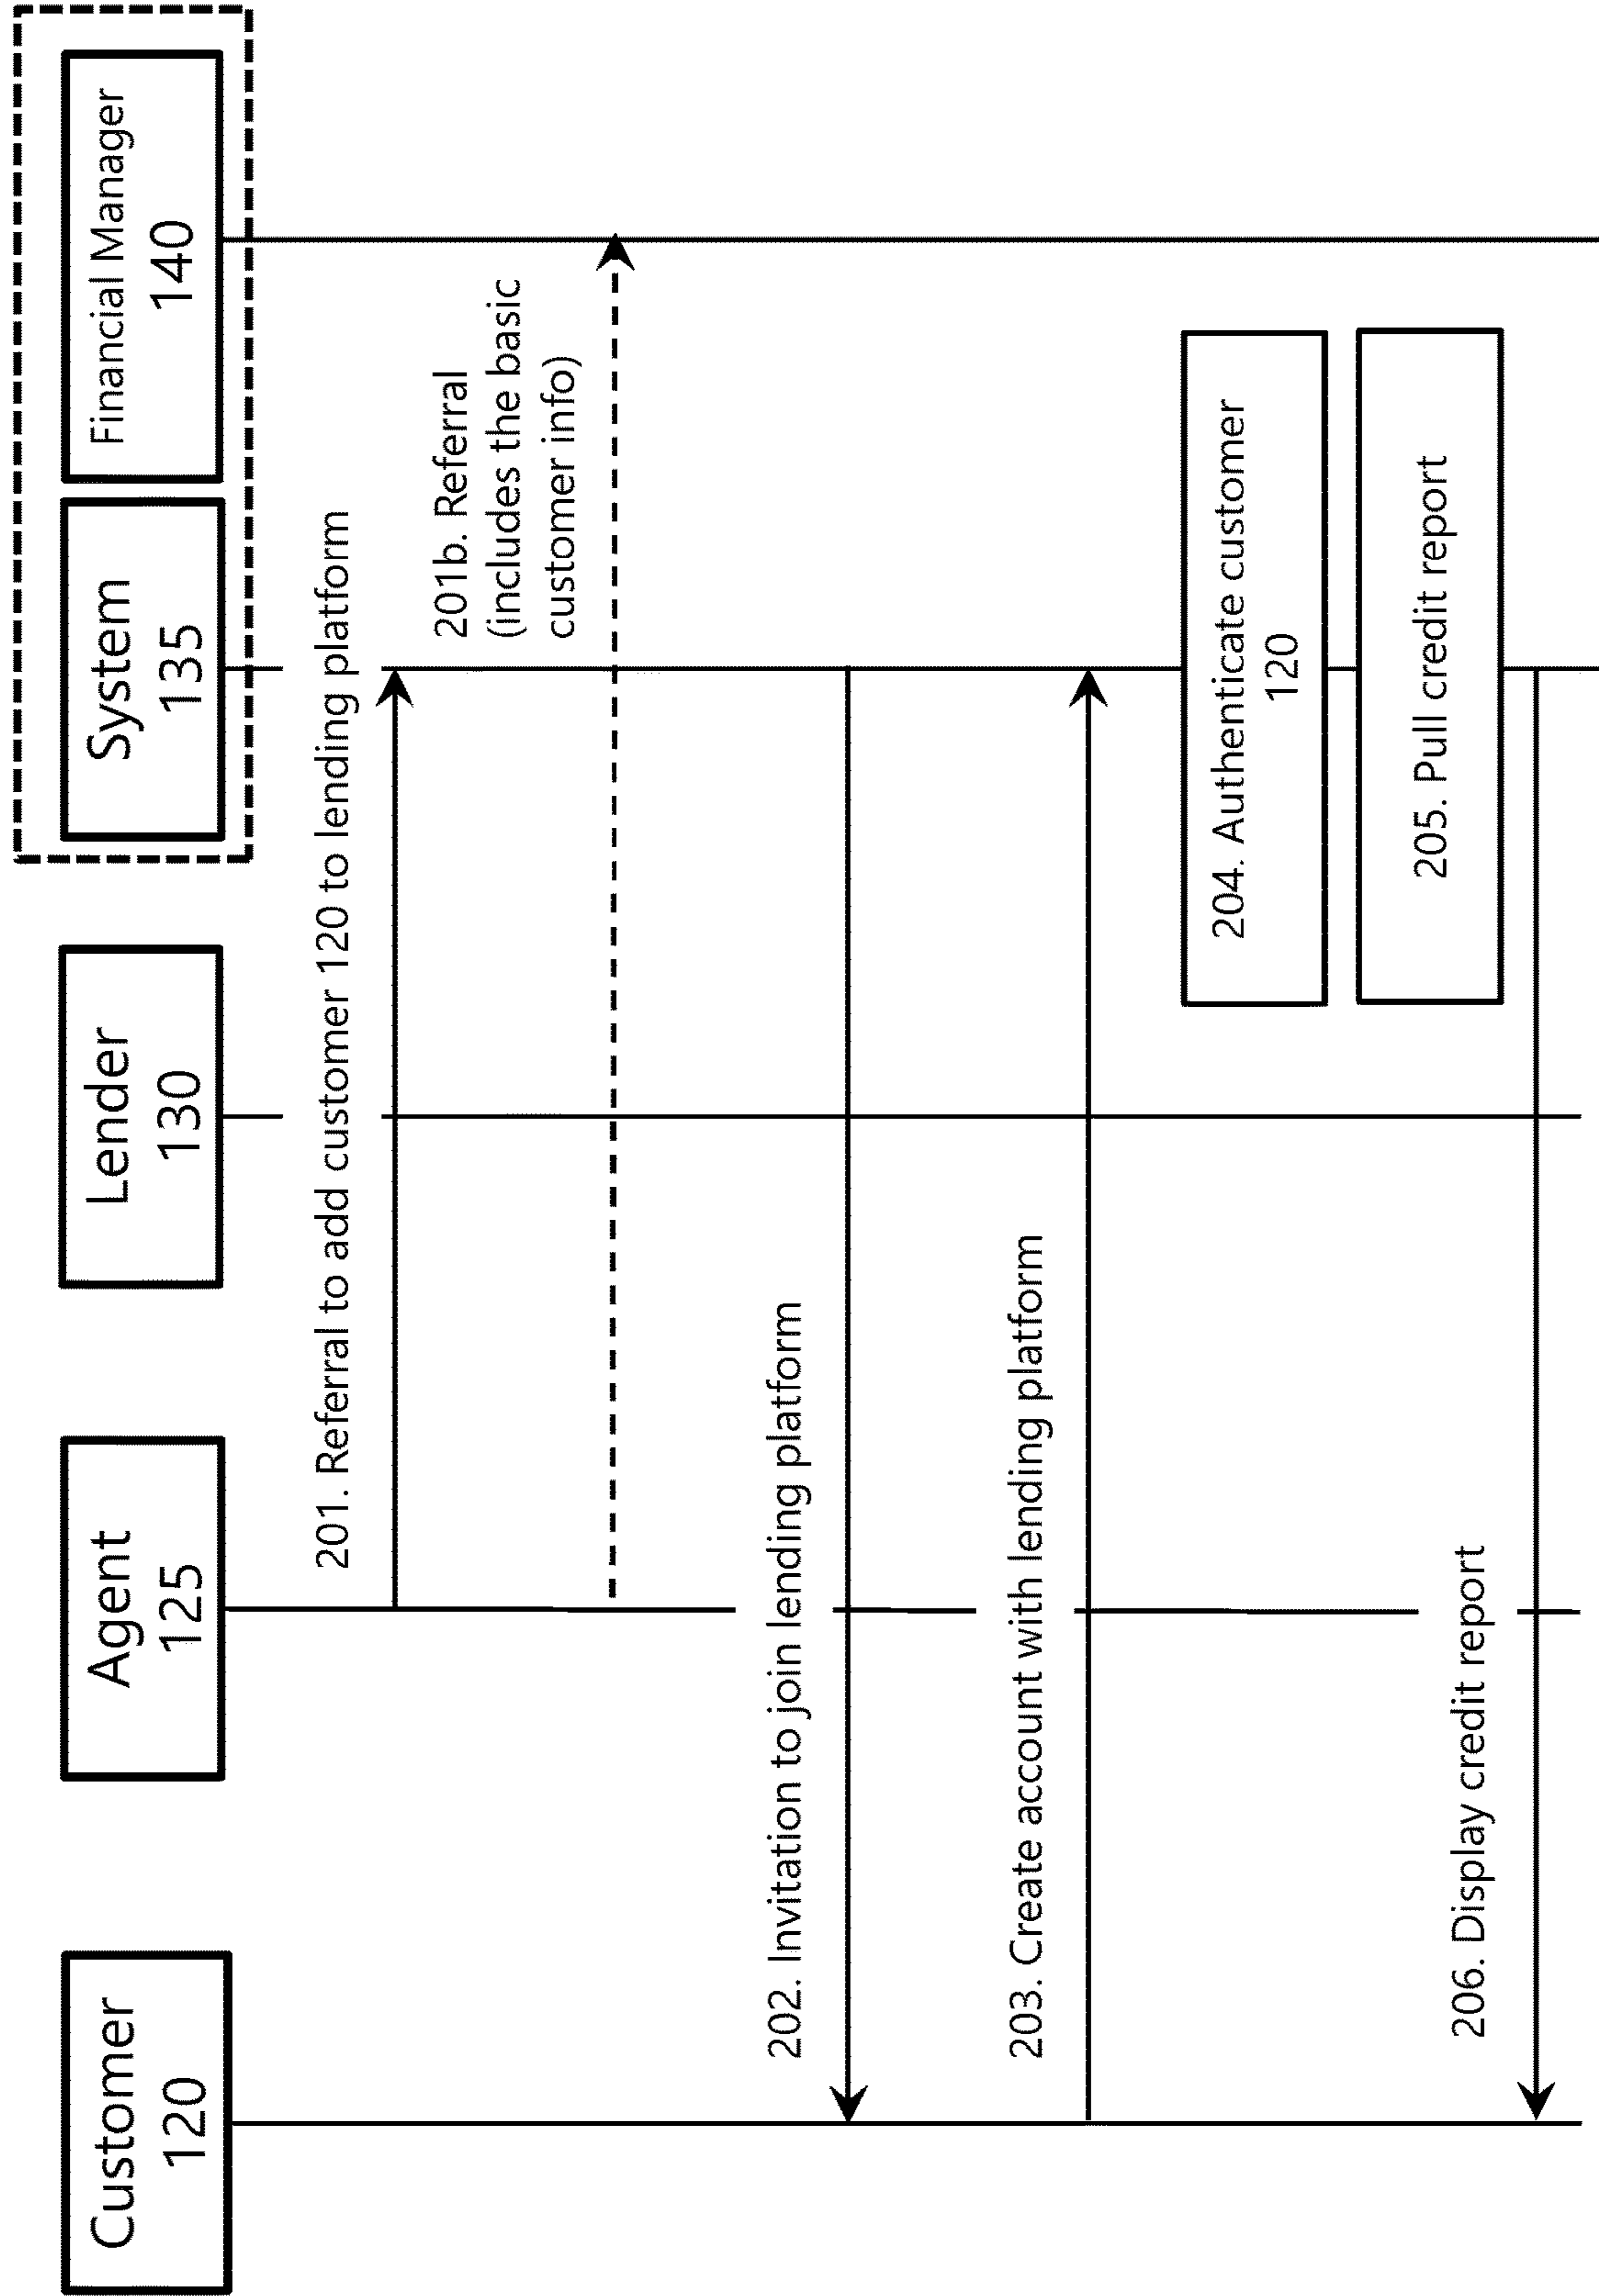 Customer
120
Agent
125
Lender
130
System
135
Financial Manager
140
201. Referral to add customer 120 to lending platform
201b. Referral
(includes the basic
customer info)
202. Invitation to join lending platform
203. Create account with lending platform
204. Authenticate customer
120
205. Pull credit report
206. Display credit report